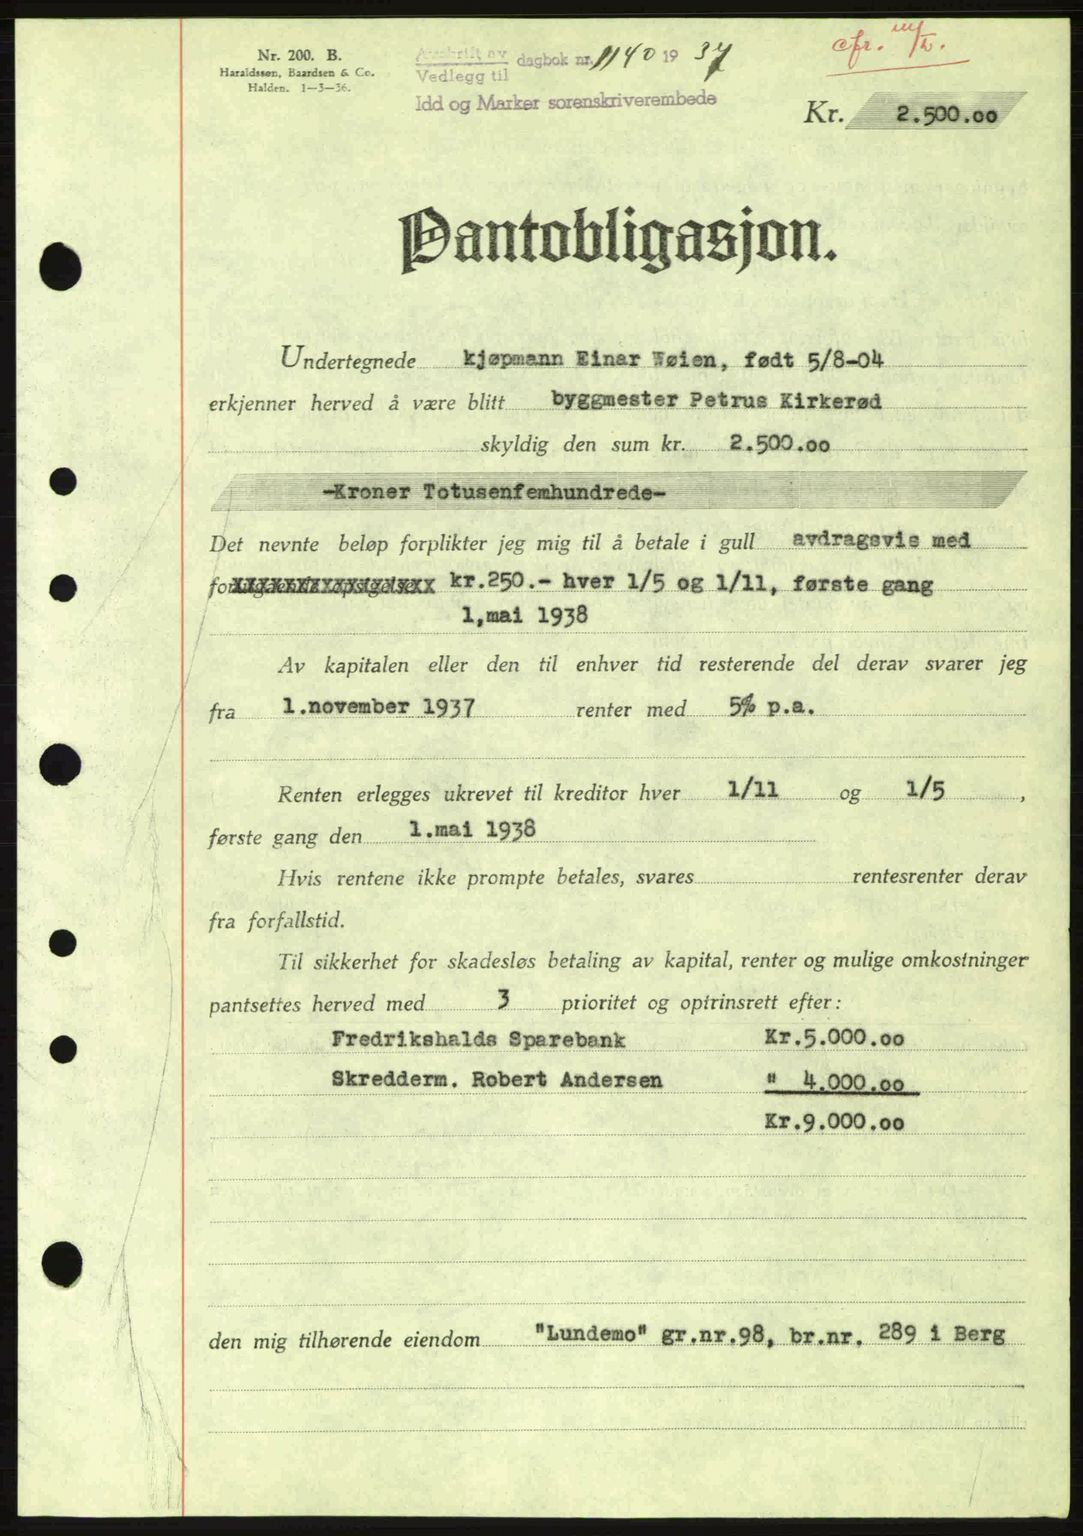 Nr. 200. B.
Haraldssen, Baardsen & Co.
Halden. 1-3-36.
Avskrift av
Vedlegg til
dagbok nr. 1140 1937
Idd og Marker sorenskriverembede
cfr.
Kr. 2.500.oo
Pantobligasjon.
Undertegnede kjøpmann Einar Wøien, født 5/8-04
erkjenner herved å være blitt byggmester Petrus Kirkerød
skyldig den sum kr. 2.500.oo
-Kroner Totusenfemhundrede-
Det nevnte beløp forplikter jeg mig til å betale i gull avdragsvis med
kr.250.- hver 1/5 og 1/11, første gang
1,mai 1938
Av kapitalen eller den til enhver tid resterende del derav svarer jeg
fra 1.november 1937 renter med 5% p.a.
Renten erlegges ukrevet til kreditor hver 1/11 og 1/5,
første gang den 1.mai 1938
Hvis rentene ikke prompte betales, svares rentesrenter derav
fra forfallstid.
Til sikkerhet for skadesløs betaling av kapital, renter og mulige omkostninger
pantsettes herved med 3 prioritet og optrinsrett efter:
Fredrikshalds Sparebank Kr.5.000.oo
Skredderm. Robert Andersen " 4.000.oo
Kr.9.000.oo
den mig tilhørende eiendom "Lundemo" gr.nr.98, br.nr. 289 i Berg